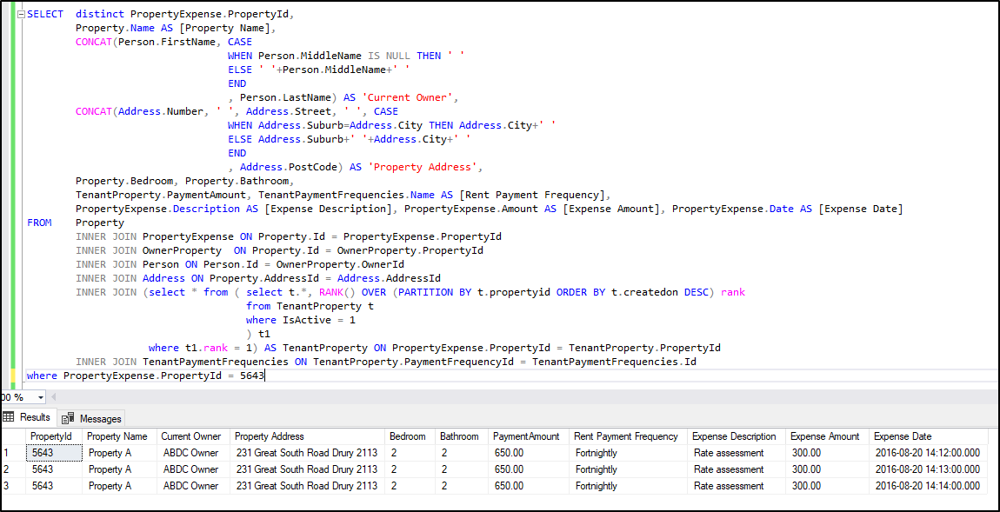 SELECT distinct PropertyExpense.PropertyId,
Property.Name AS [Property Name],
CONCAT(Person.FirstName, CASE
WHEN Person.MiddleName IS NULL THEN ' '
ELSE ' '+Person.MiddleName+' '
END
, Person.LastName) AS 'Current Owner',
CONCAT(Address.Number, ' ', Address.Street, ' ', CASE
WHEN Address.Suburb=Address.City THEN Address.City+' '
ELSE Address.Suburb+' '+Address.City+' '
END
, Address.PostCode) AS 'Property Address',
Property.Bedroom, Property.Bathroom,
TenantProperty.PaymentAmount, TenantPaymentFrequencies.Name AS [Rent Payment Frequency],
PropertyExpense.Description AS [Expense Description], PropertyExpense.Amount AS [Expense Amount], PropertyExpense.Date AS [Expense Date]
FROM Property
INNER JOIN PropertyExpense ON Property.Id = PropertyExpense.PropertyId
INNER JOIN OwnerProperty ON Property.Id = OwnerProperty.PropertyId
INNER JOIN Person ON Person.Id = OwnerProperty.OwnerId
INNER JOIN Address ON Property.AddressId = Address.AddressId
INNER JOIN (select * from ( select t.*, RANK() OVER (PARTITION BY t.propertyid ORDER BY t.createdon DESC) rank
from TenantProperty t
where IsActive = 1
) t1
where t1.rank = 1) AS TenantProperty ON PropertyExpense.PropertyId = TenantProperty.PropertyId
INNER JOIN TenantPaymentFrequencies ON TenantProperty.PaymentFrequencyId = TenantPaymentFrequencies.Id
where PropertyExpense.PropertyId = 5643
00 %
Results Messages
PropertyId Property Name Current Owner Property Address Bedroom Bathroom PaymentAmount Rent Payment Frequency Expense Description Expense Amount Expense Date
1 5643 Property A ABDC Owner 231 Great South Road Drury 2113 2 2 650.00 Fortnightly Rate assessment 300.00 2016-08-20 14:12:00.000
2 5643 Property A ABDC Owner 231 Great South Road Drury 2113 2 2 650.00 Fortnightly Rate assessment 300.00 2016-08-20 14:13:00.000
3 5643 Property A ABDC Owner 231 Great South Road Drury 2113 2 2 650.00 Fortnightly Rate assessment 300.00 2016-08-20 14:14:00.000